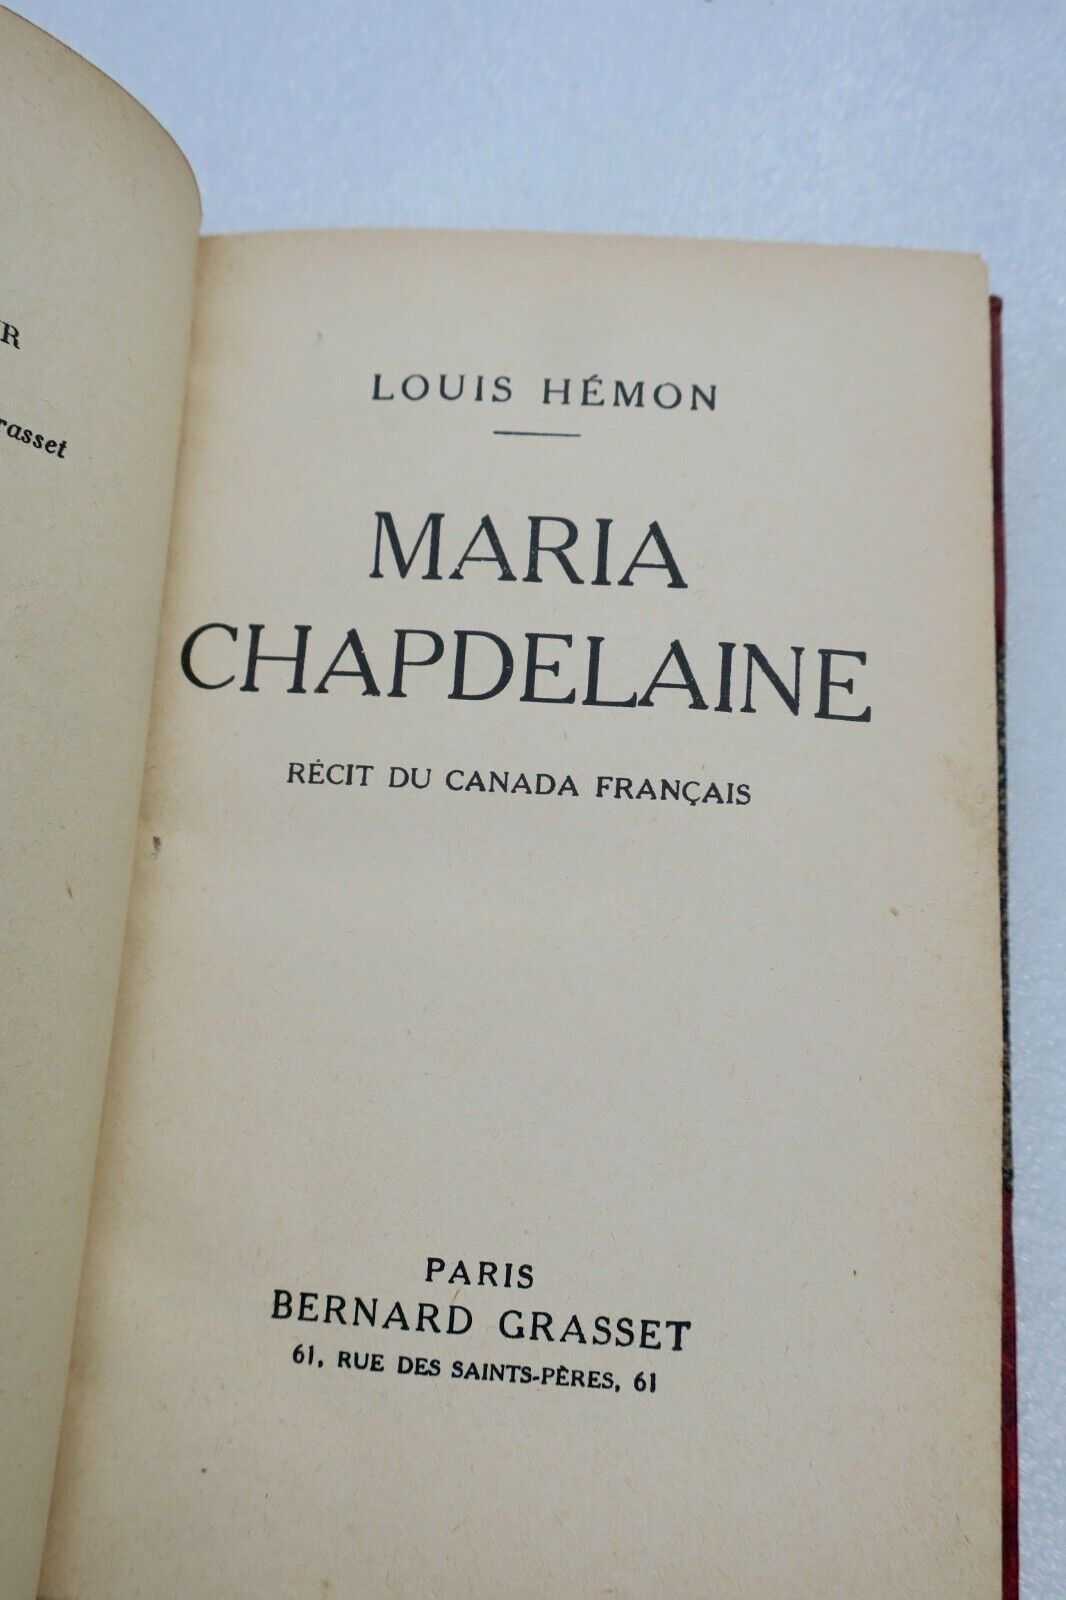 LOUIS HÉMON
MARIA
CHAPDELAINE
RÉCIT DU CANADA FRANÇAIS
PARIS
BERNARD GRASSET
61, RUE DES SAINTS-PÈRES, 61